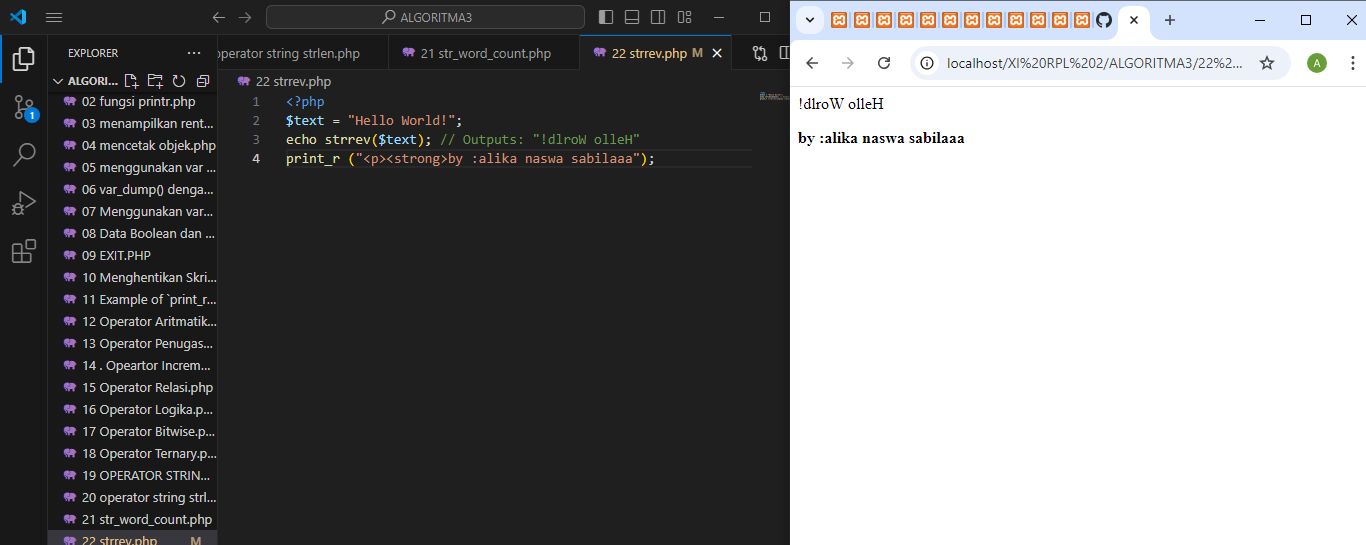 ALGORITMA3
EXPLORER
ALGORI...
02 fungsi printr.php
03 menampilkan rent...
04 mencetak objek.php
05 menggunakan var ...
06 var_dump() denga...
07 Menggunakan var...
08 Data Boolean dan ...
09 EXIT.PHP
10 Menghentikan Skri...
11 Example of `print_r...
12 Operator Aritmatik...
13 Operator Penugas...
14 . Opeartor Increm...
15 Operator Relasi.php
16 Operator Logika.p...
17 Operator Bitwise.p...
18 Operator Ternary.p...
19 OPERATOR STRIN...
20 operator string strl...
21 str_word_count.php
22 strrev.php M
1
operator string strlen.php 21 str_word_count.php 22 strrev.php M
22 strrev.php
1 <?php
2 $text = "Hello World!";
3 echo strrev($text); // Outputs: "!dlroW olleH"
4 print_r ("<p><strong>by :alika naswa sabilaaa");
localhost/XI%20RPL%202/ALGORITMA3/22%2... A
!dlroW olleH
by :alika naswa sabilaaa